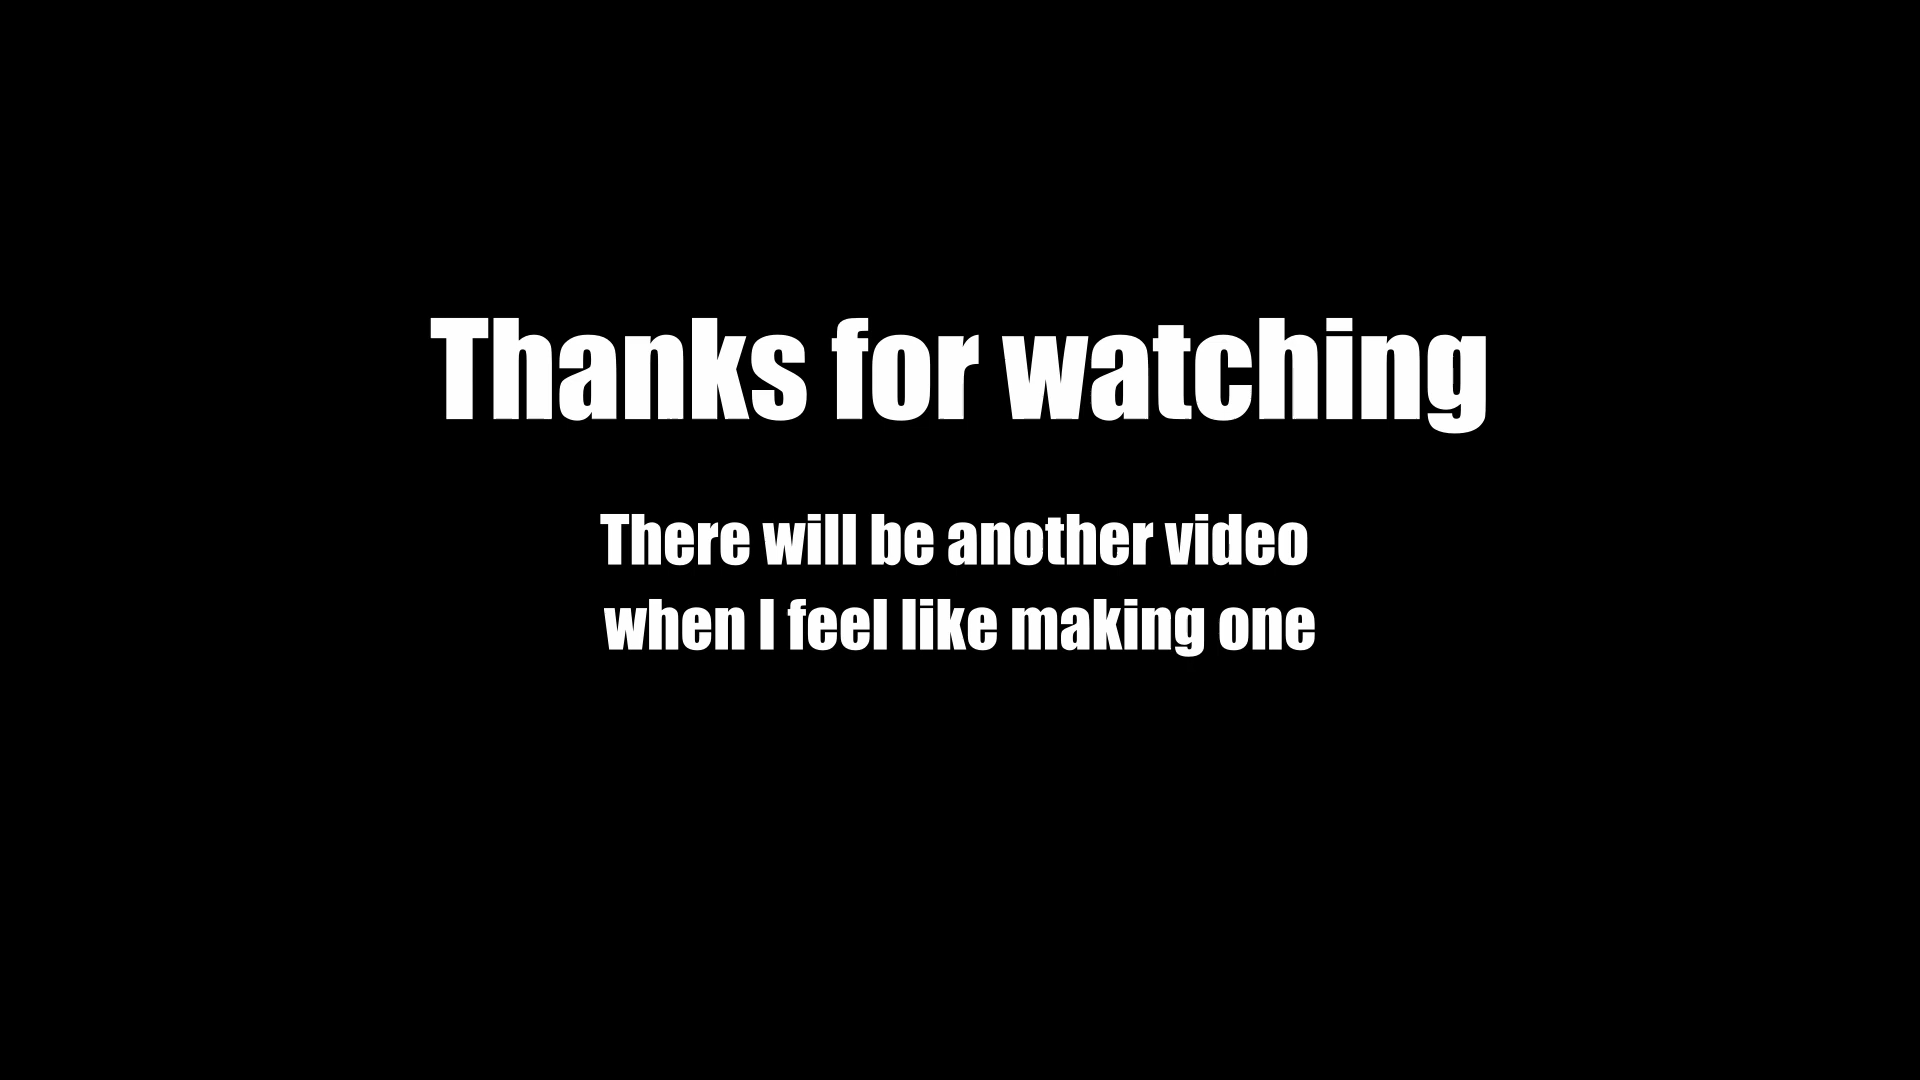 Thanks for watching
There will be another video
when I feel like making one